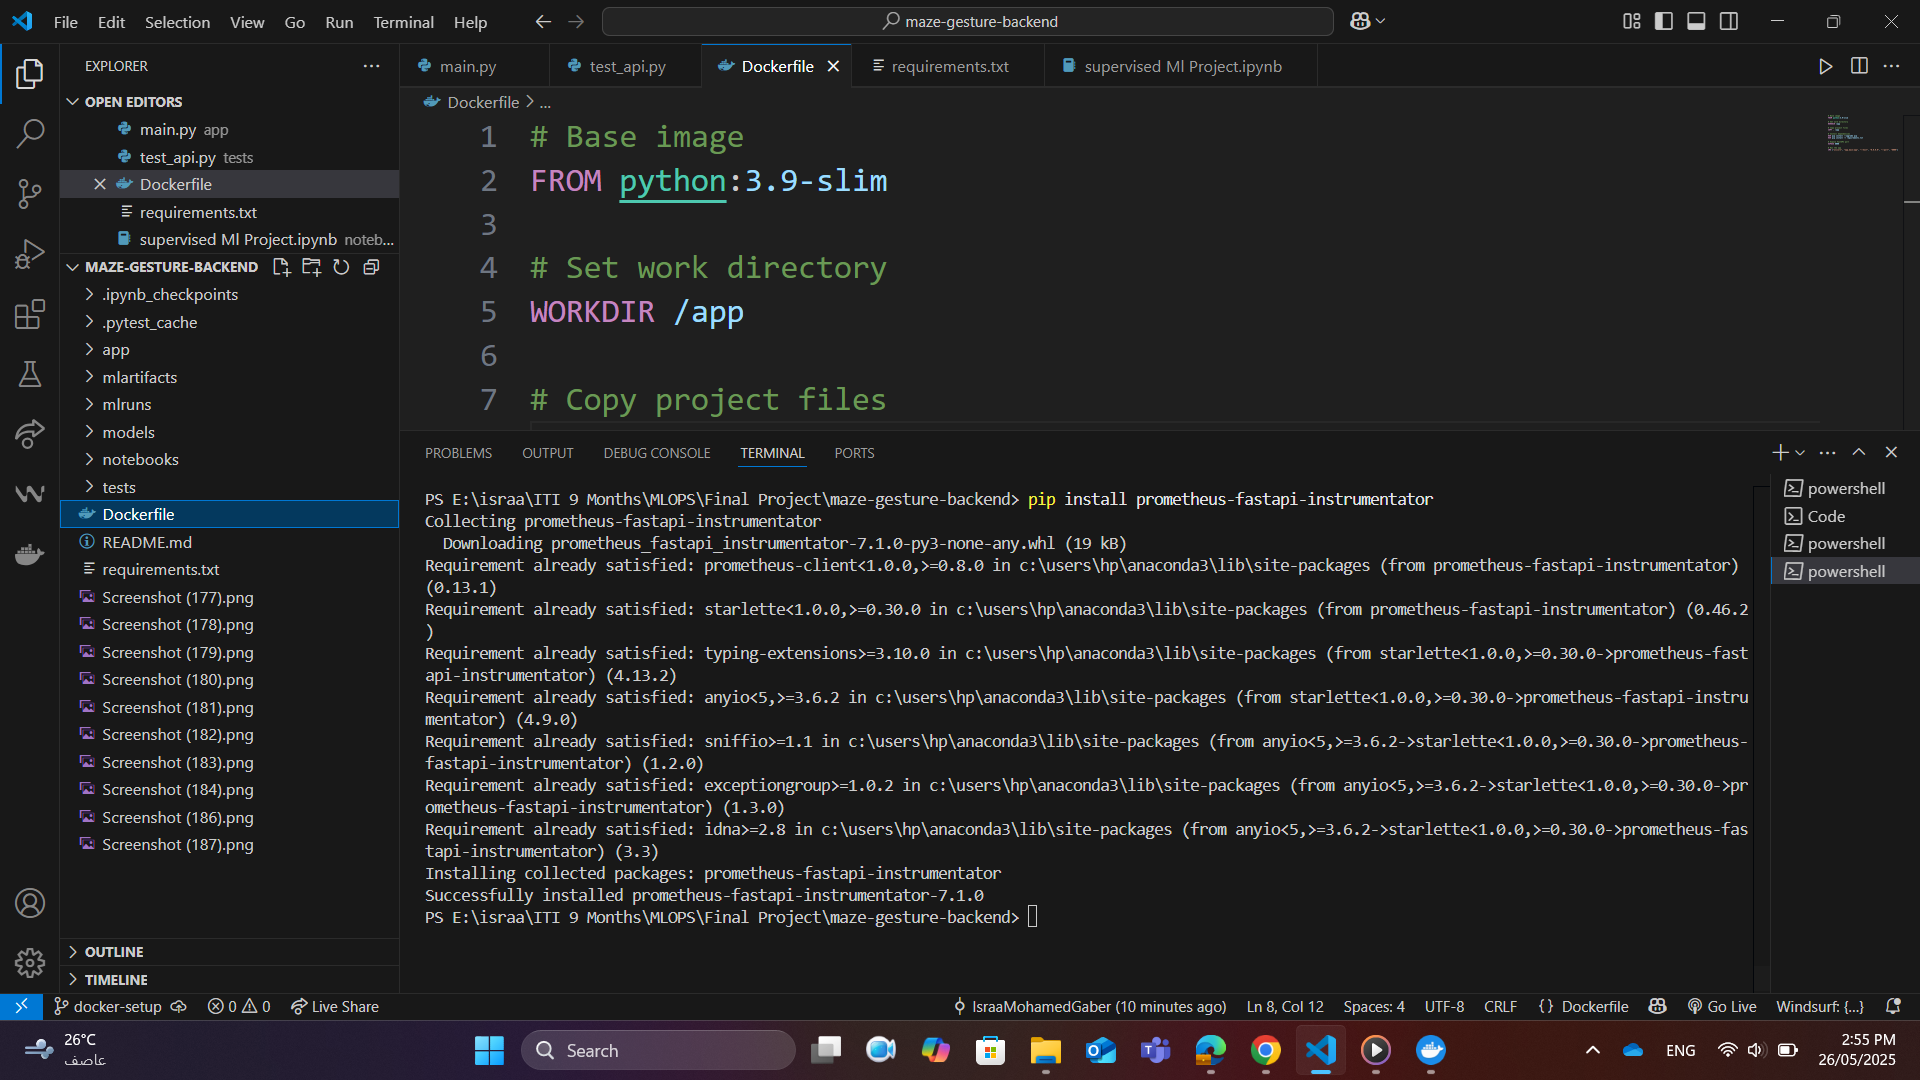 File Edit Selection View Go Run Terminal Help
maze-gesture-backend
EXPLORER
OPEN EDITORS
main.py app
test_api.py tests
Dockerfile
requirements.txt
supervised Ml Project.ipynb noteb...
MAZE-GESTURE-BACKEND
.ipynb_checkpoints
.pytest_cache
app
mlartifacts
mlruns
models
notebooks
tests
Dockerfile
README.md
requirements.txt
Screenshot (177).png
Screenshot (178).png
Screenshot (179).png
Screenshot (180).png
Screenshot (181).png
Screenshot (182).png
Screenshot (183).png
Screenshot (184).png
Screenshot (186).png
Screenshot (187).png
OUTLINE
TIMELINE
main.py test_api.py Dockerfile requirements.txt supervised Ml Project.ipynb
Dockerfile > ...
1 # Base image
2 FROM python:3.9-slim
3
4 # Set work directory
5 WORKDIR /app
6
7 # Copy project files
PROBLEMS OUTPUT DEBUG CONSOLE TERMINAL PORTS
PS E:\israa\ITI 9 Months\MLOPS\Final Project\maze-gesture-backend> pip install prometheus-fastapi-instrumentator
Collecting prometheus-fastapi-instrumentator
Downloading prometheus_fastapi_instrumentator-7.1.0-py3-none-any.whl (19 kB)
Requirement already satisfied: prometheus-client<1.0.0,>=0.8.0 in c:\users\hp\anaconda3\lib\site-packages (from prometheus-fastapi-instrumentator)
(0.13.1)
Requirement already satisfied: starlette<1.0.0,>=0.30.0 in c:\users\hp\anaconda3\lib\site-packages (from prometheus-fastapi-instrumentator) (0.46.2
)
Requirement already satisfied: typing-extensions>=3.10.0 in c:\users\hp\anaconda3\lib\site-packages (from starlette<1.0.0,>=0.30.0->prometheus-fast
api-instrumentator) (4.13.2)
Requirement already satisfied: anyio<5,>=3.6.2 in c:\users\hp\anaconda3\lib\site-packages (from starlette<1.0.0,>=0.30.0->prometheus-fastapi-instru
mentator) (4.9.0)
Requirement already satisfied: sniffio>=1.1 in c:\users\hp\anaconda3\lib\site-packages (from anyio<5,>=3.6.2->starlette<1.0.0,>=0.30.0->prometheus-
fastapi-instrumentator) (1.2.0)
Requirement already satisfied: exceptiongroup>=1.0.2 in c:\users\hp\anaconda3\lib\site-packages (from anyio<5,>=3.6.2->starlette<1.0.0,>=0.30.0->pr
ometheus-fastapi-instrumentator) (1.3.0)
Requirement already satisfied: idna>=2.8 in c:\users\hp\anaconda3\lib\site-packages (from anyio<5,>=3.6.2->starlette<1.0.0,>=0.30.0->prometheus-fas
tapi-instrumentator) (3.3)
Installing collected packages: prometheus-fastapi-instrumentator
Successfully installed prometheus-fastapi-instrumentator-7.1.0
PS E:\israa\ITI 9 Months\MLOPS\Final Project\maze-gesture-backend>
powershell
Code
powershell
powershell
docker-setup 0 0 Live Share IsraaMohamedGaber (10 minutes ago) Ln 8, Col 12 Spaces: 4 UTF-8 CRLF {} Dockerfile Go Live Windsurf: {...}
26°C
عاصف
Search
ENG
2:55 PM
26/05/2025